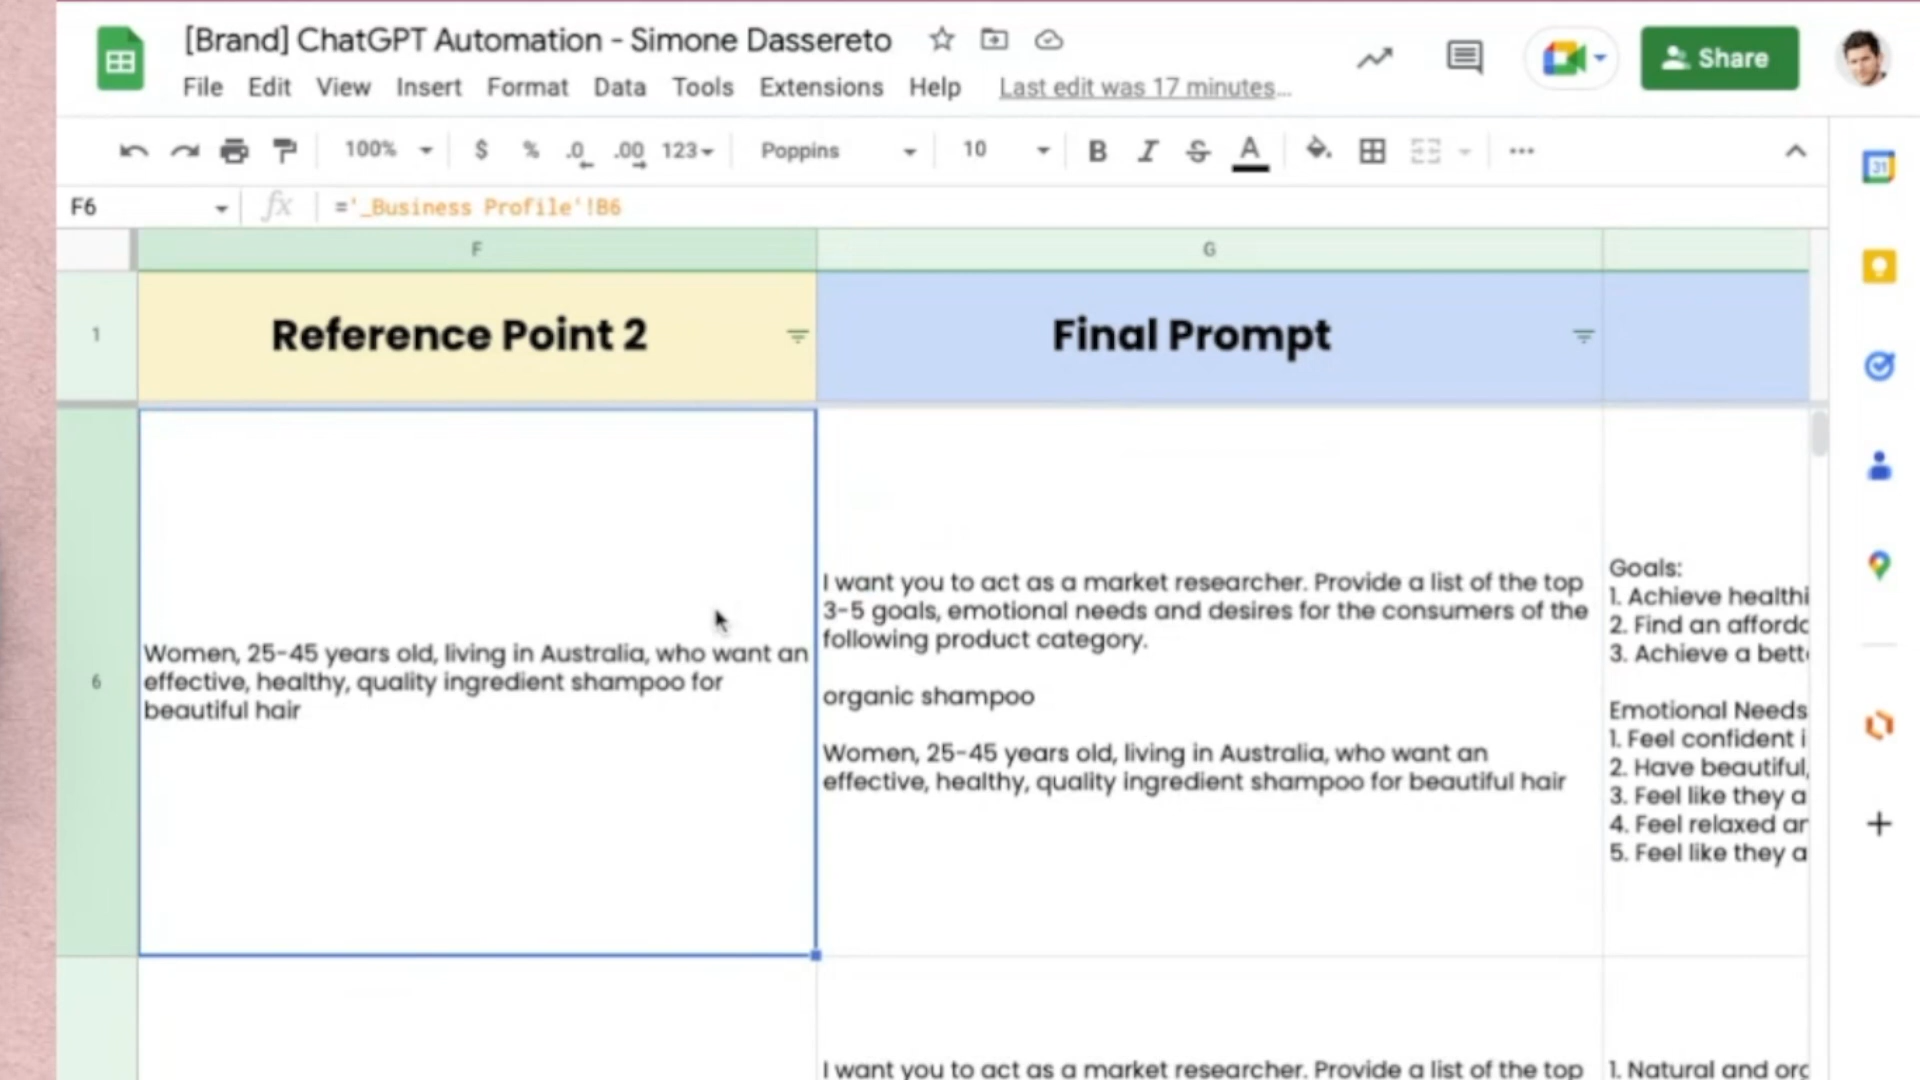 [Brand] ChatGPT Automation - Simone Dassereto
File Edit View Insert Format Data Tools Extensions Help Last edit was 17 minutes...
Share
100% $ % .0 .00 123 Poppins 10 B I S A
31
F6 fx ='_Business Profile'!B6
F G
1 Reference Point 2 Final Prompt
6
Women, 25-45 years old, living in Australia, who want an
effective, healthy, quality ingredient shampoo for
beautiful hair
I want you to act as a market researcher. Provide a list of the top
3-5 goals, emotional needs and desires for the consumers of the
following product category.
organic shampoo
Women, 25-45 years old, living in Australia, who want an
effective, healthy, quality ingredient shampoo for beautiful hair
Goals:
1. Achieve healthi
2. Find an afforda
3. Achieve a bett
Emotional Needs
1. Feel confident i
2. Have beautiful,
3. Feel like they a
4. Feel relaxed an
5. Feel like they a
I want you to act as a market researcher. Provide a list of the top
1. Natural and org